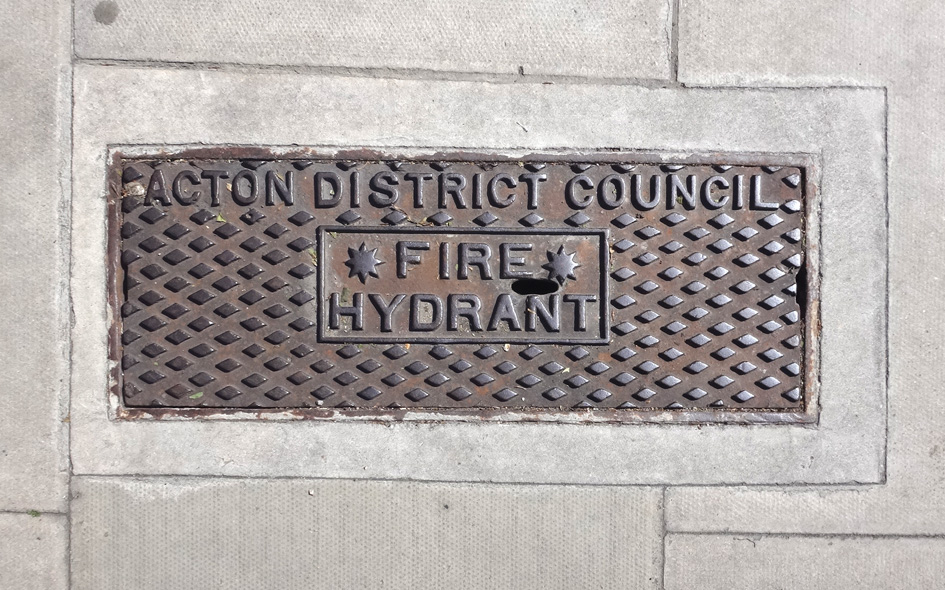 ACTON DISTRICT COUNCIL
FIRE
HYDRANT